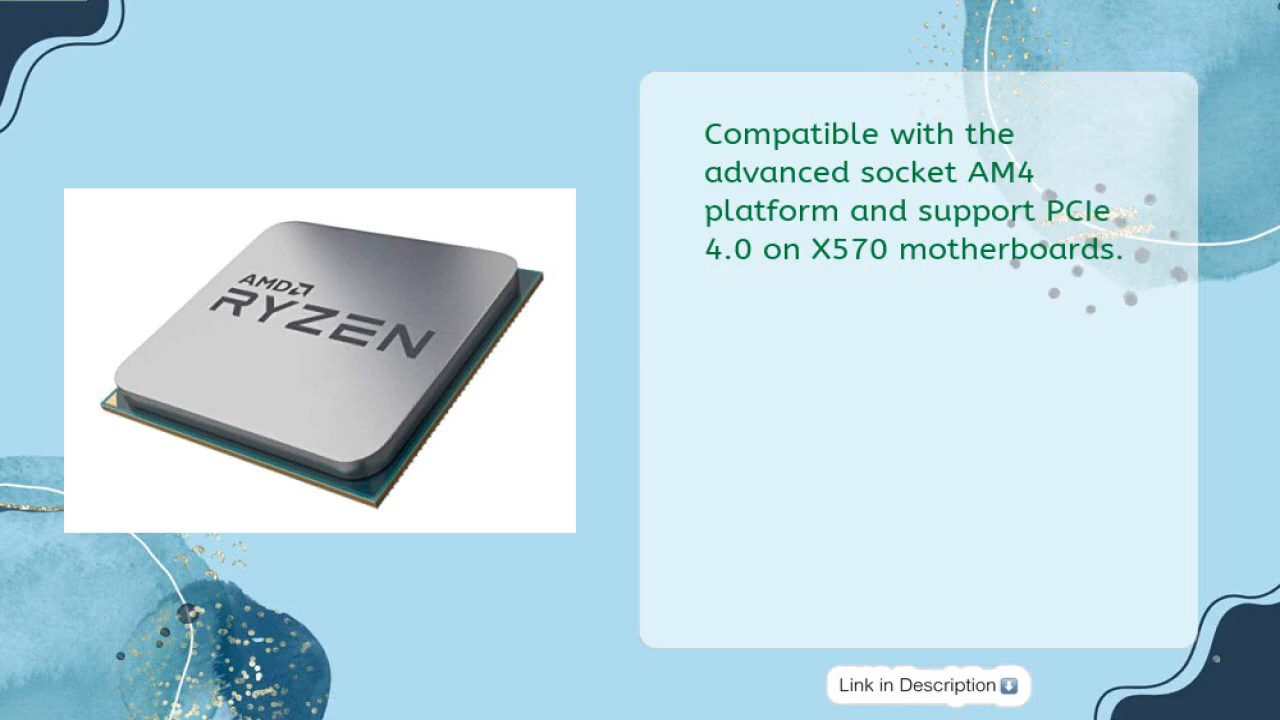 AMD
RYZEN
Compatible with the
advanced socket AM4
platform and support PCIe
4.0 on X570 motherboards.
Link in Description⬇️